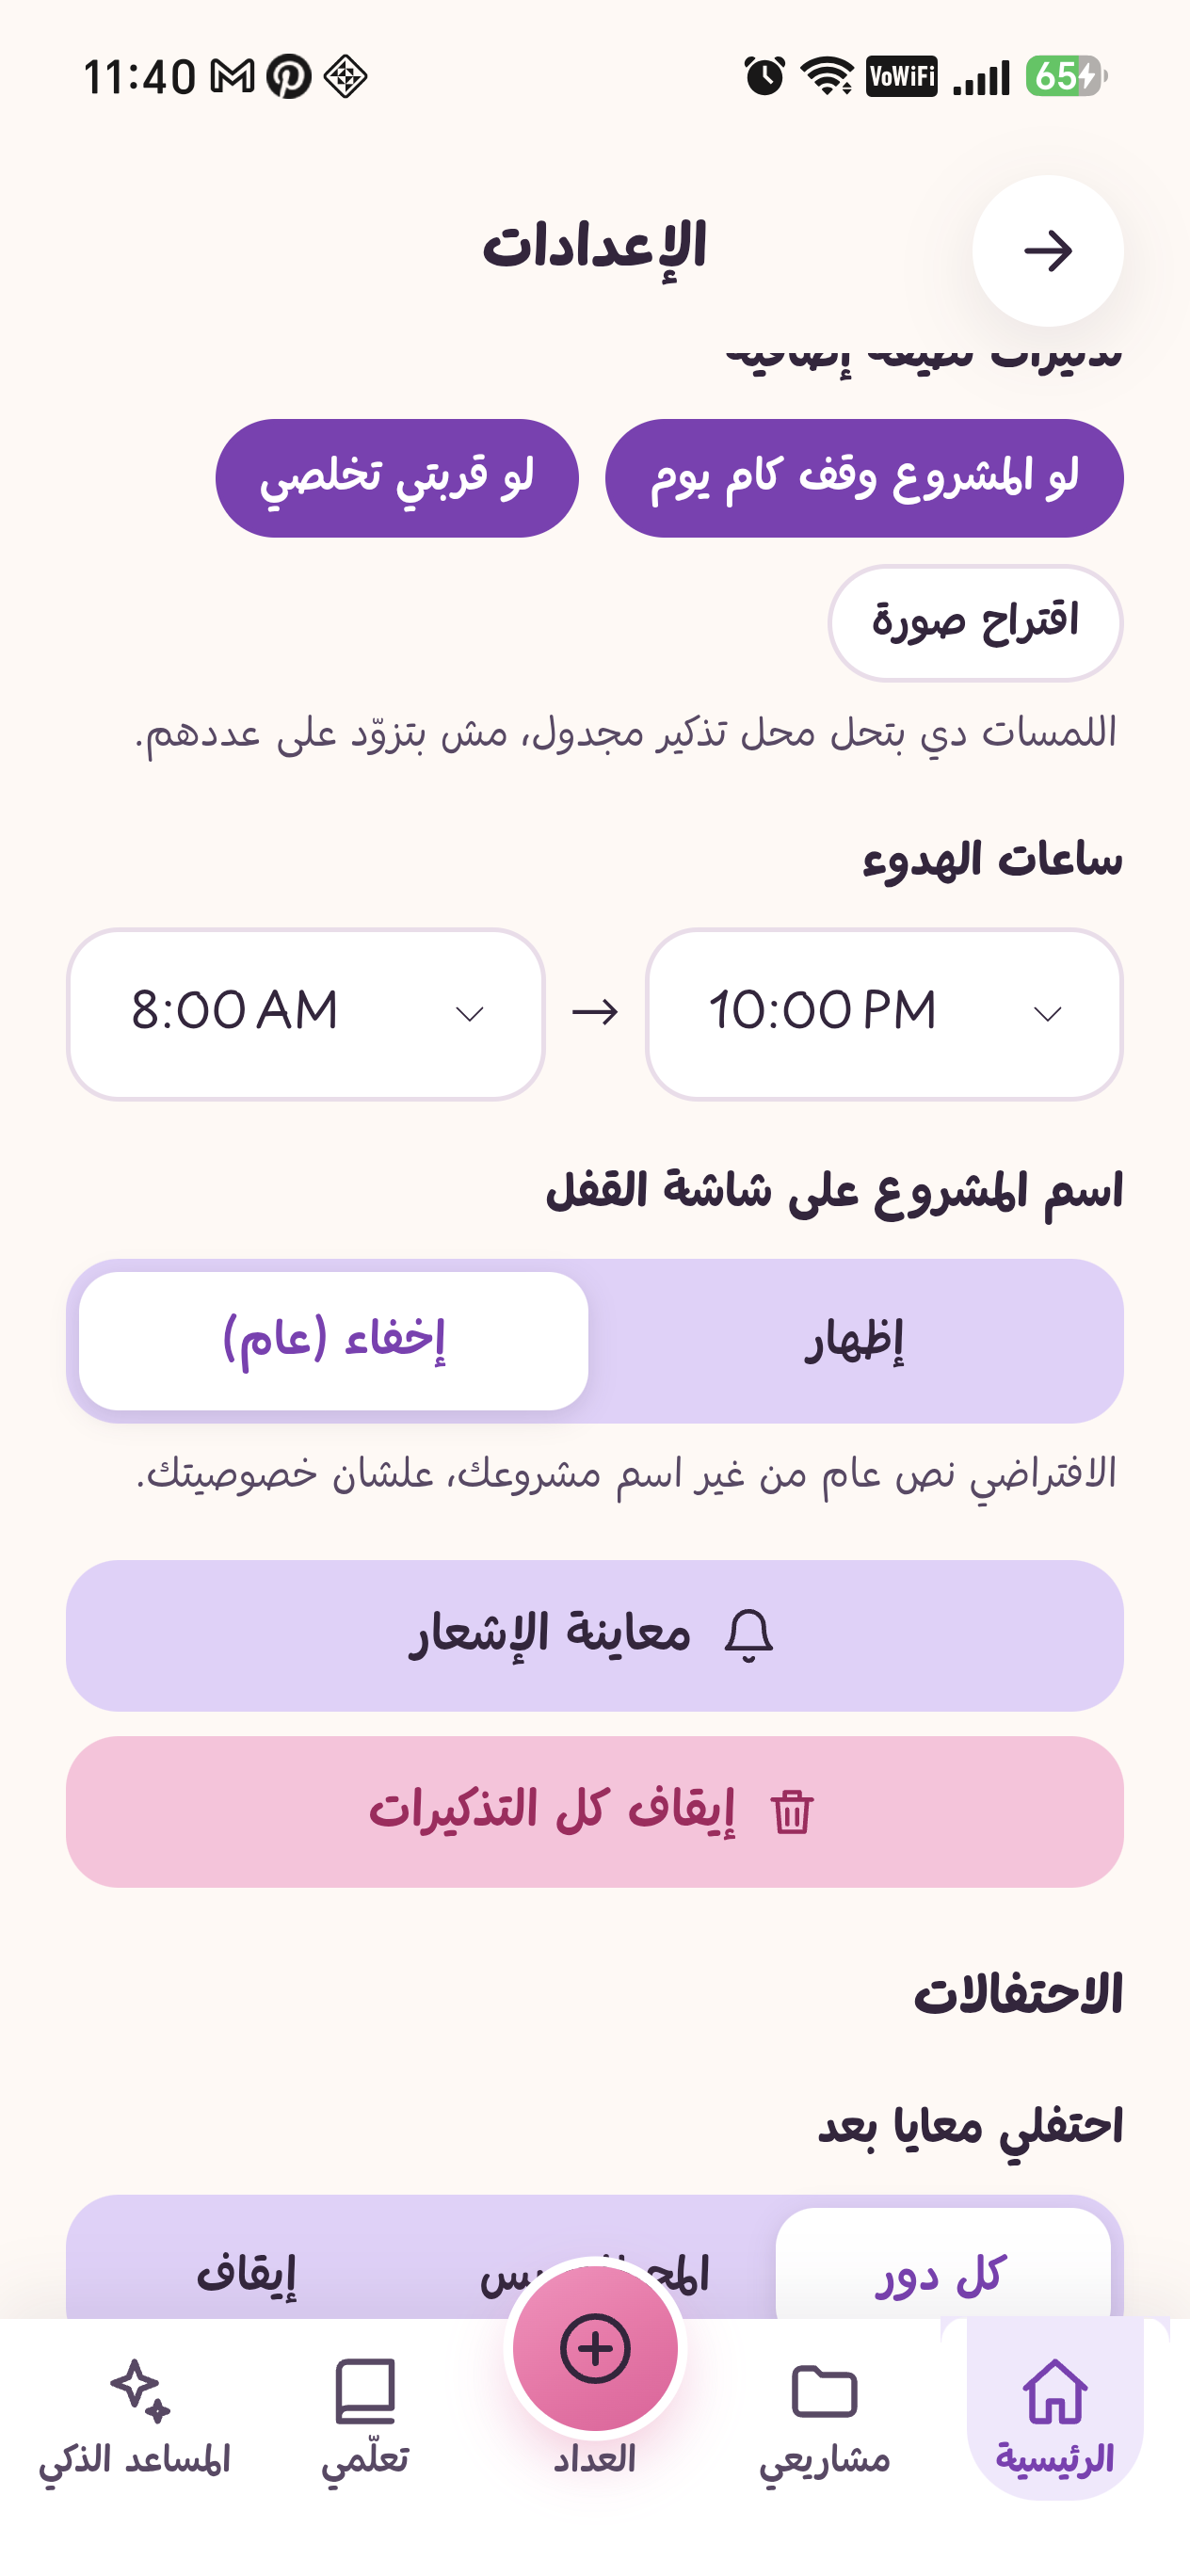 11:40
VoWiFi
65
الإعدادات
تذكيرات لطيفة إضافية
لو المشروع وقف كام يوم
لو قربتي تخلصي
اقتراح صورة
اللمسات دي بتحل محل تذكير مجدول، مش بتزوّد على عددهم.
ساعات الهدوء
10:00 PM → 8:00 AM
اسم المشروع على شاشة القفل
إظهار
إخفاء (عام)
الافتراضي نص عام من غير اسم مشروعك، علشان خصوصيتك.
معاينة الإشعار
إيقاف كل التذكيرات
الاحتفالات
احتفلي معايا بعد
كل دور
إيقاف
الرئيسية
مشاريعي
العداد
تعلّمي
المساعد الذكي